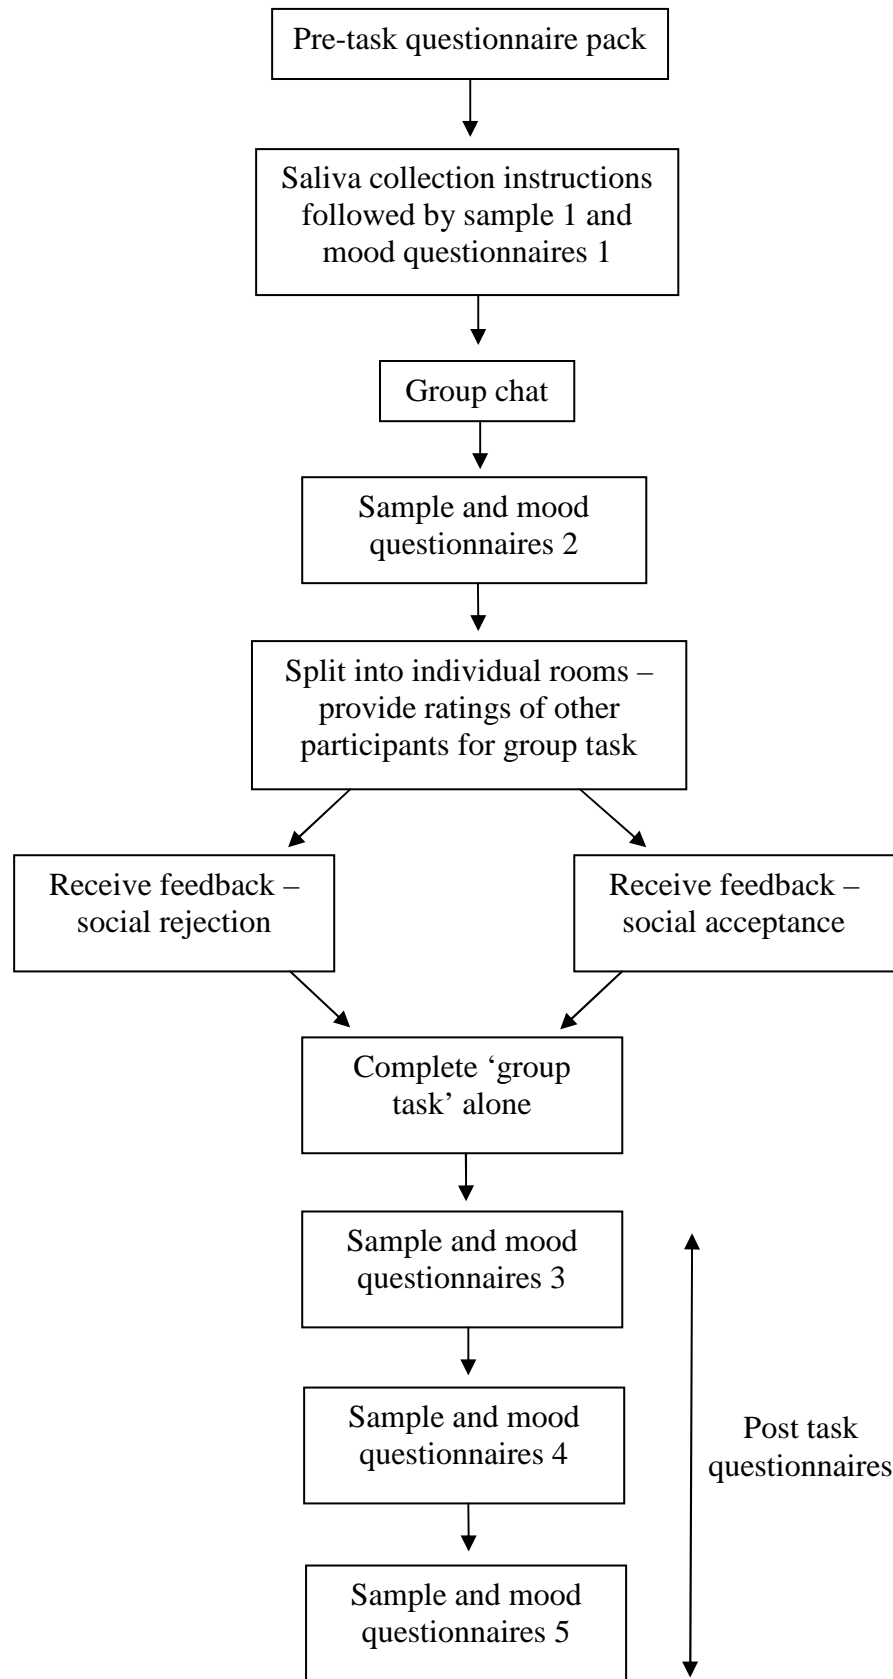 Pre-task questionnaire pack
Saliva collection instructions
followed by sample 1 and
mood questionnaires 1
Group chat
Sample and mood
questionnaires 2
Split into individual rooms –
provide ratings of other
participants for group task
Receive feedback –
social rejection
Receive feedback –
social acceptance
Complete ‘group
task’ alone
Sample and mood
questionnaires 3
Sample and mood
questionnaires 4
Post task
questionnaires
Sample and mood
questionnaires 5